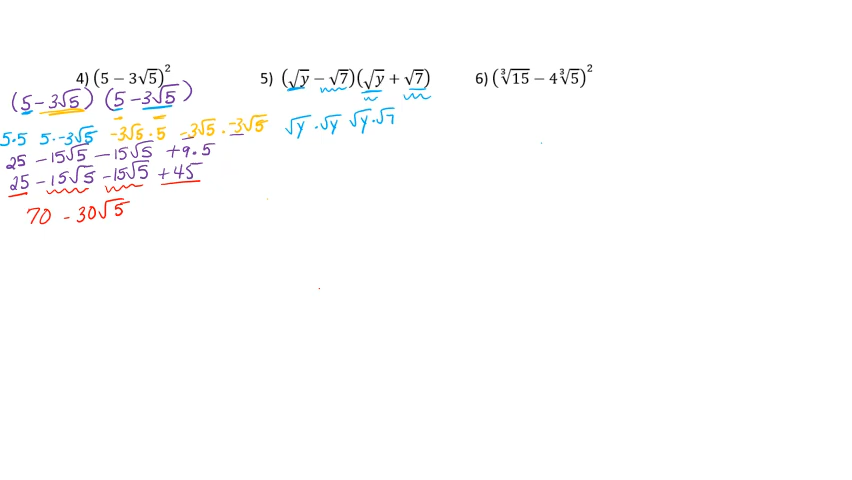 4) (5 − 3√5)²
(5 − 3√5) (5 − 3√5)
5·5 5·−3√5 −3√5·5 −3√5·−3√5
25 − 15√5 − 15√5 + 9·5
25 − 15√5 − 15√5 + 45
70 − 30√5
5) (√y − √7)(√y + √7)
√y·√y √y·√7
6) (∛15 − 4∛5)²